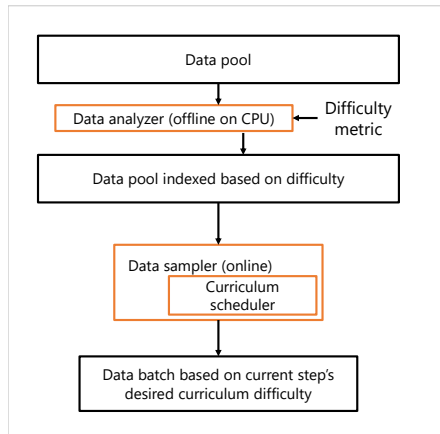 Data pool
Data analyzer (offline on CPU)
Difficulty
metric
Data pool indexed based on difficulty
Data sampler (online)
Curriculum
scheduler
Data batch based on current step's
desired curriculum difficulty